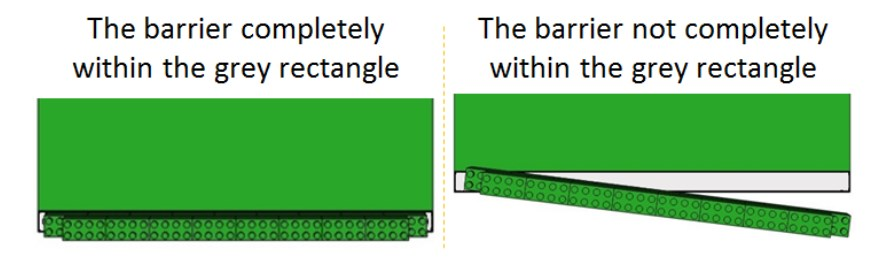 The barrier completely
within the grey rectangle
The barrier not completely
within the grey rectangle